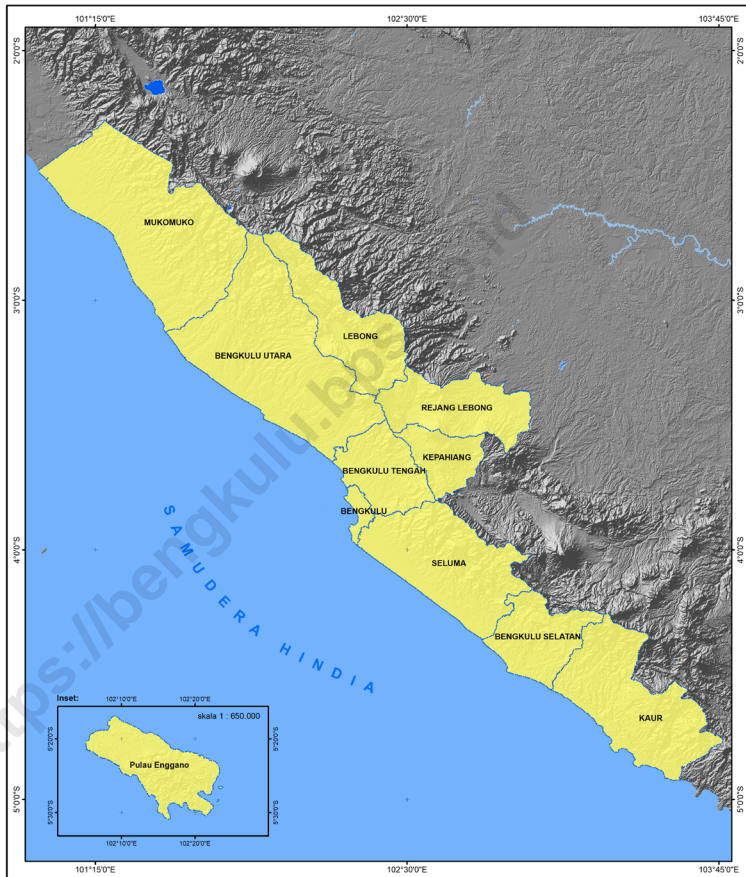 101°15'0"E 102°30'0"E 103°45'0"E
2°0'0"S 2°0'0"S
MUKOMUKO
3°0'0"S 3°0'0"S
LEBONG
BENGKULU UTARA
REJANG LEBONG
KEPAHIANG
BENGKULU TENGAH
BENGKULU
4°0'0"S 4°0'0"S
SELUMA
SAMUDERA HINDIA
BENGKULU SELATAN
KAUR
Inset:
102°10'0"E 102°20'0"E
skala 1 : 650.000
5°20'0"S 5°20'0"S
Pulau Enggano
5°30'0"S 5°30'0"S
102°10'0"E 102°20'0"E
5°0'0"S 5°0'0"S
101°15'0"E 102°30'0"E 103°45'0"E
https://bengkulu.bps.go.id